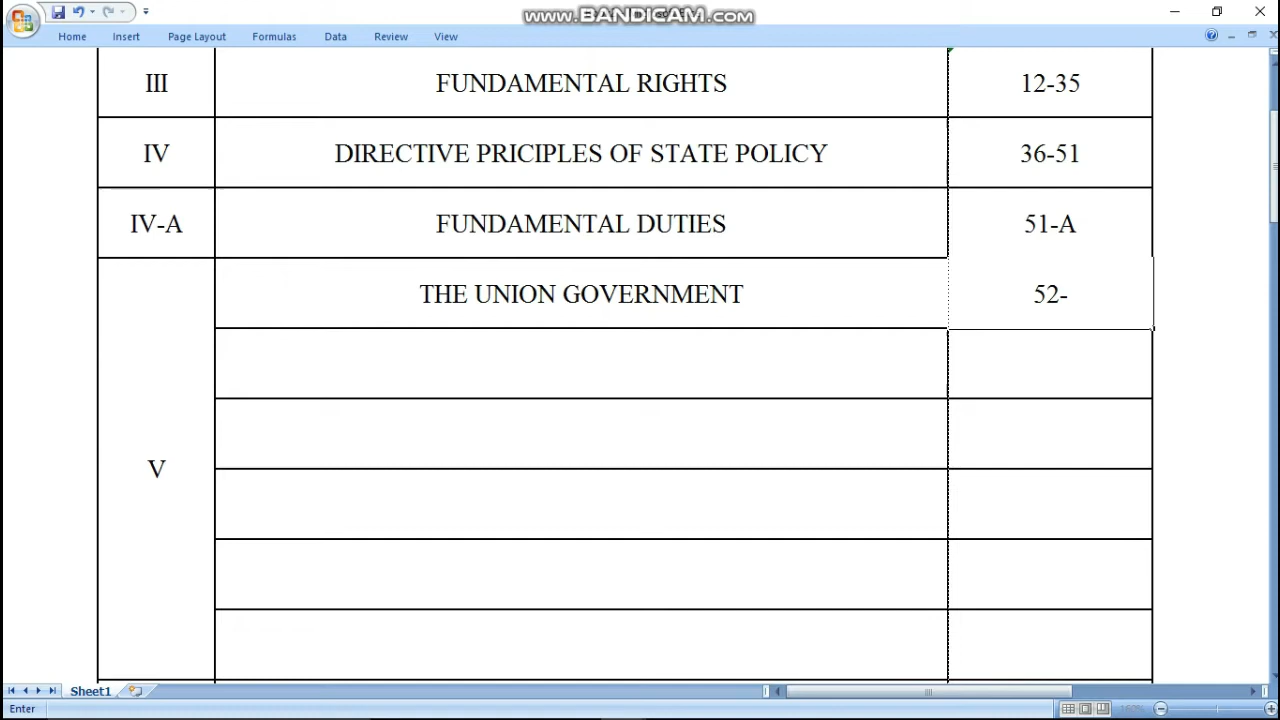 www.BANDICAM.com
Home Insert Page Layout Formulas Data Review View
III FUNDAMENTAL RIGHTS 12-35
IV DIRECTIVE PRICIPLES OF STATE POLICY 36-51
IV-A FUNDAMENTAL DUTIES 51-A
THE UNION GOVERNMENT 52-
V
Sheet1
Enter 160%